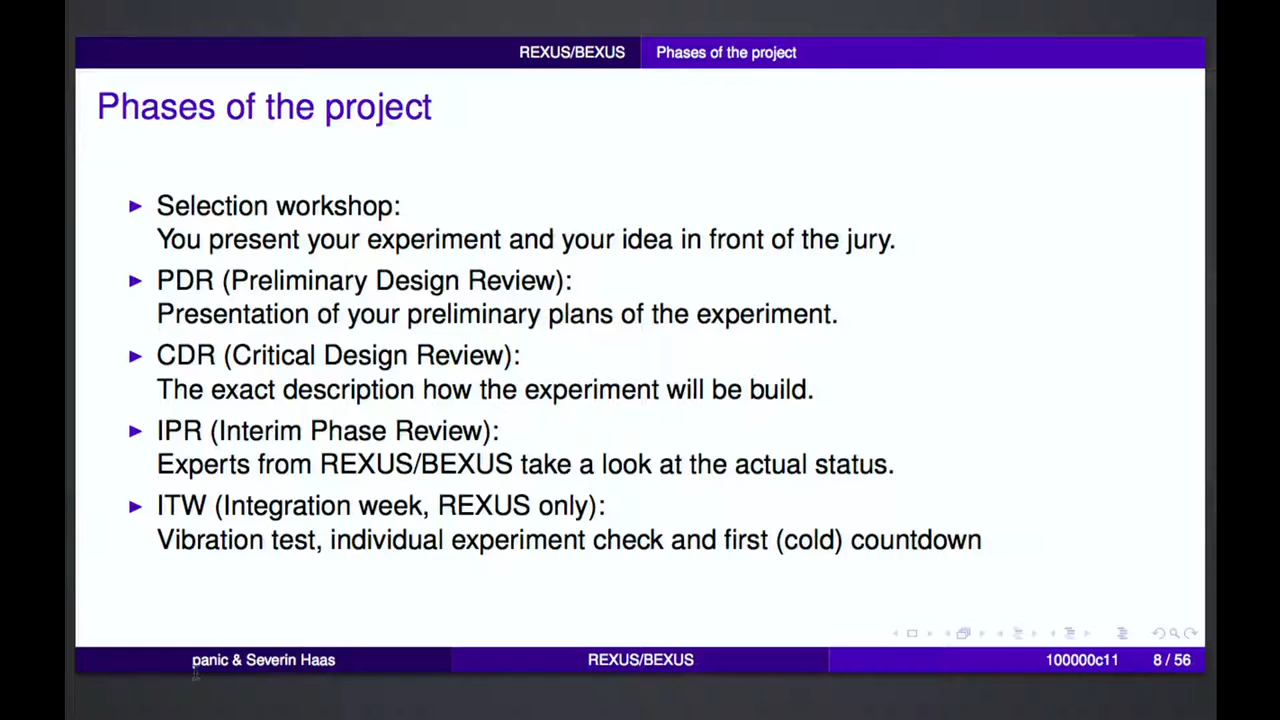 REXUS/BEXUS Phases of the project
Phases of the project
Selection workshop:
You present your experiment and your idea in front of the jury.
PDR (Preliminary Design Review):
Presentation of your preliminary plans of the experiment.
CDR (Critical Design Review):
The exact description how the experiment will be build.
IPR (Interim Phase Review):
Experts from REXUS/BEXUS take a look at the actual status.
ITW (Integration week, REXUS only):
Vibration test, individual experiment check and first (cold) countdown
panic & Severin Haas REXUS/BEXUS 100000c11 8 / 56